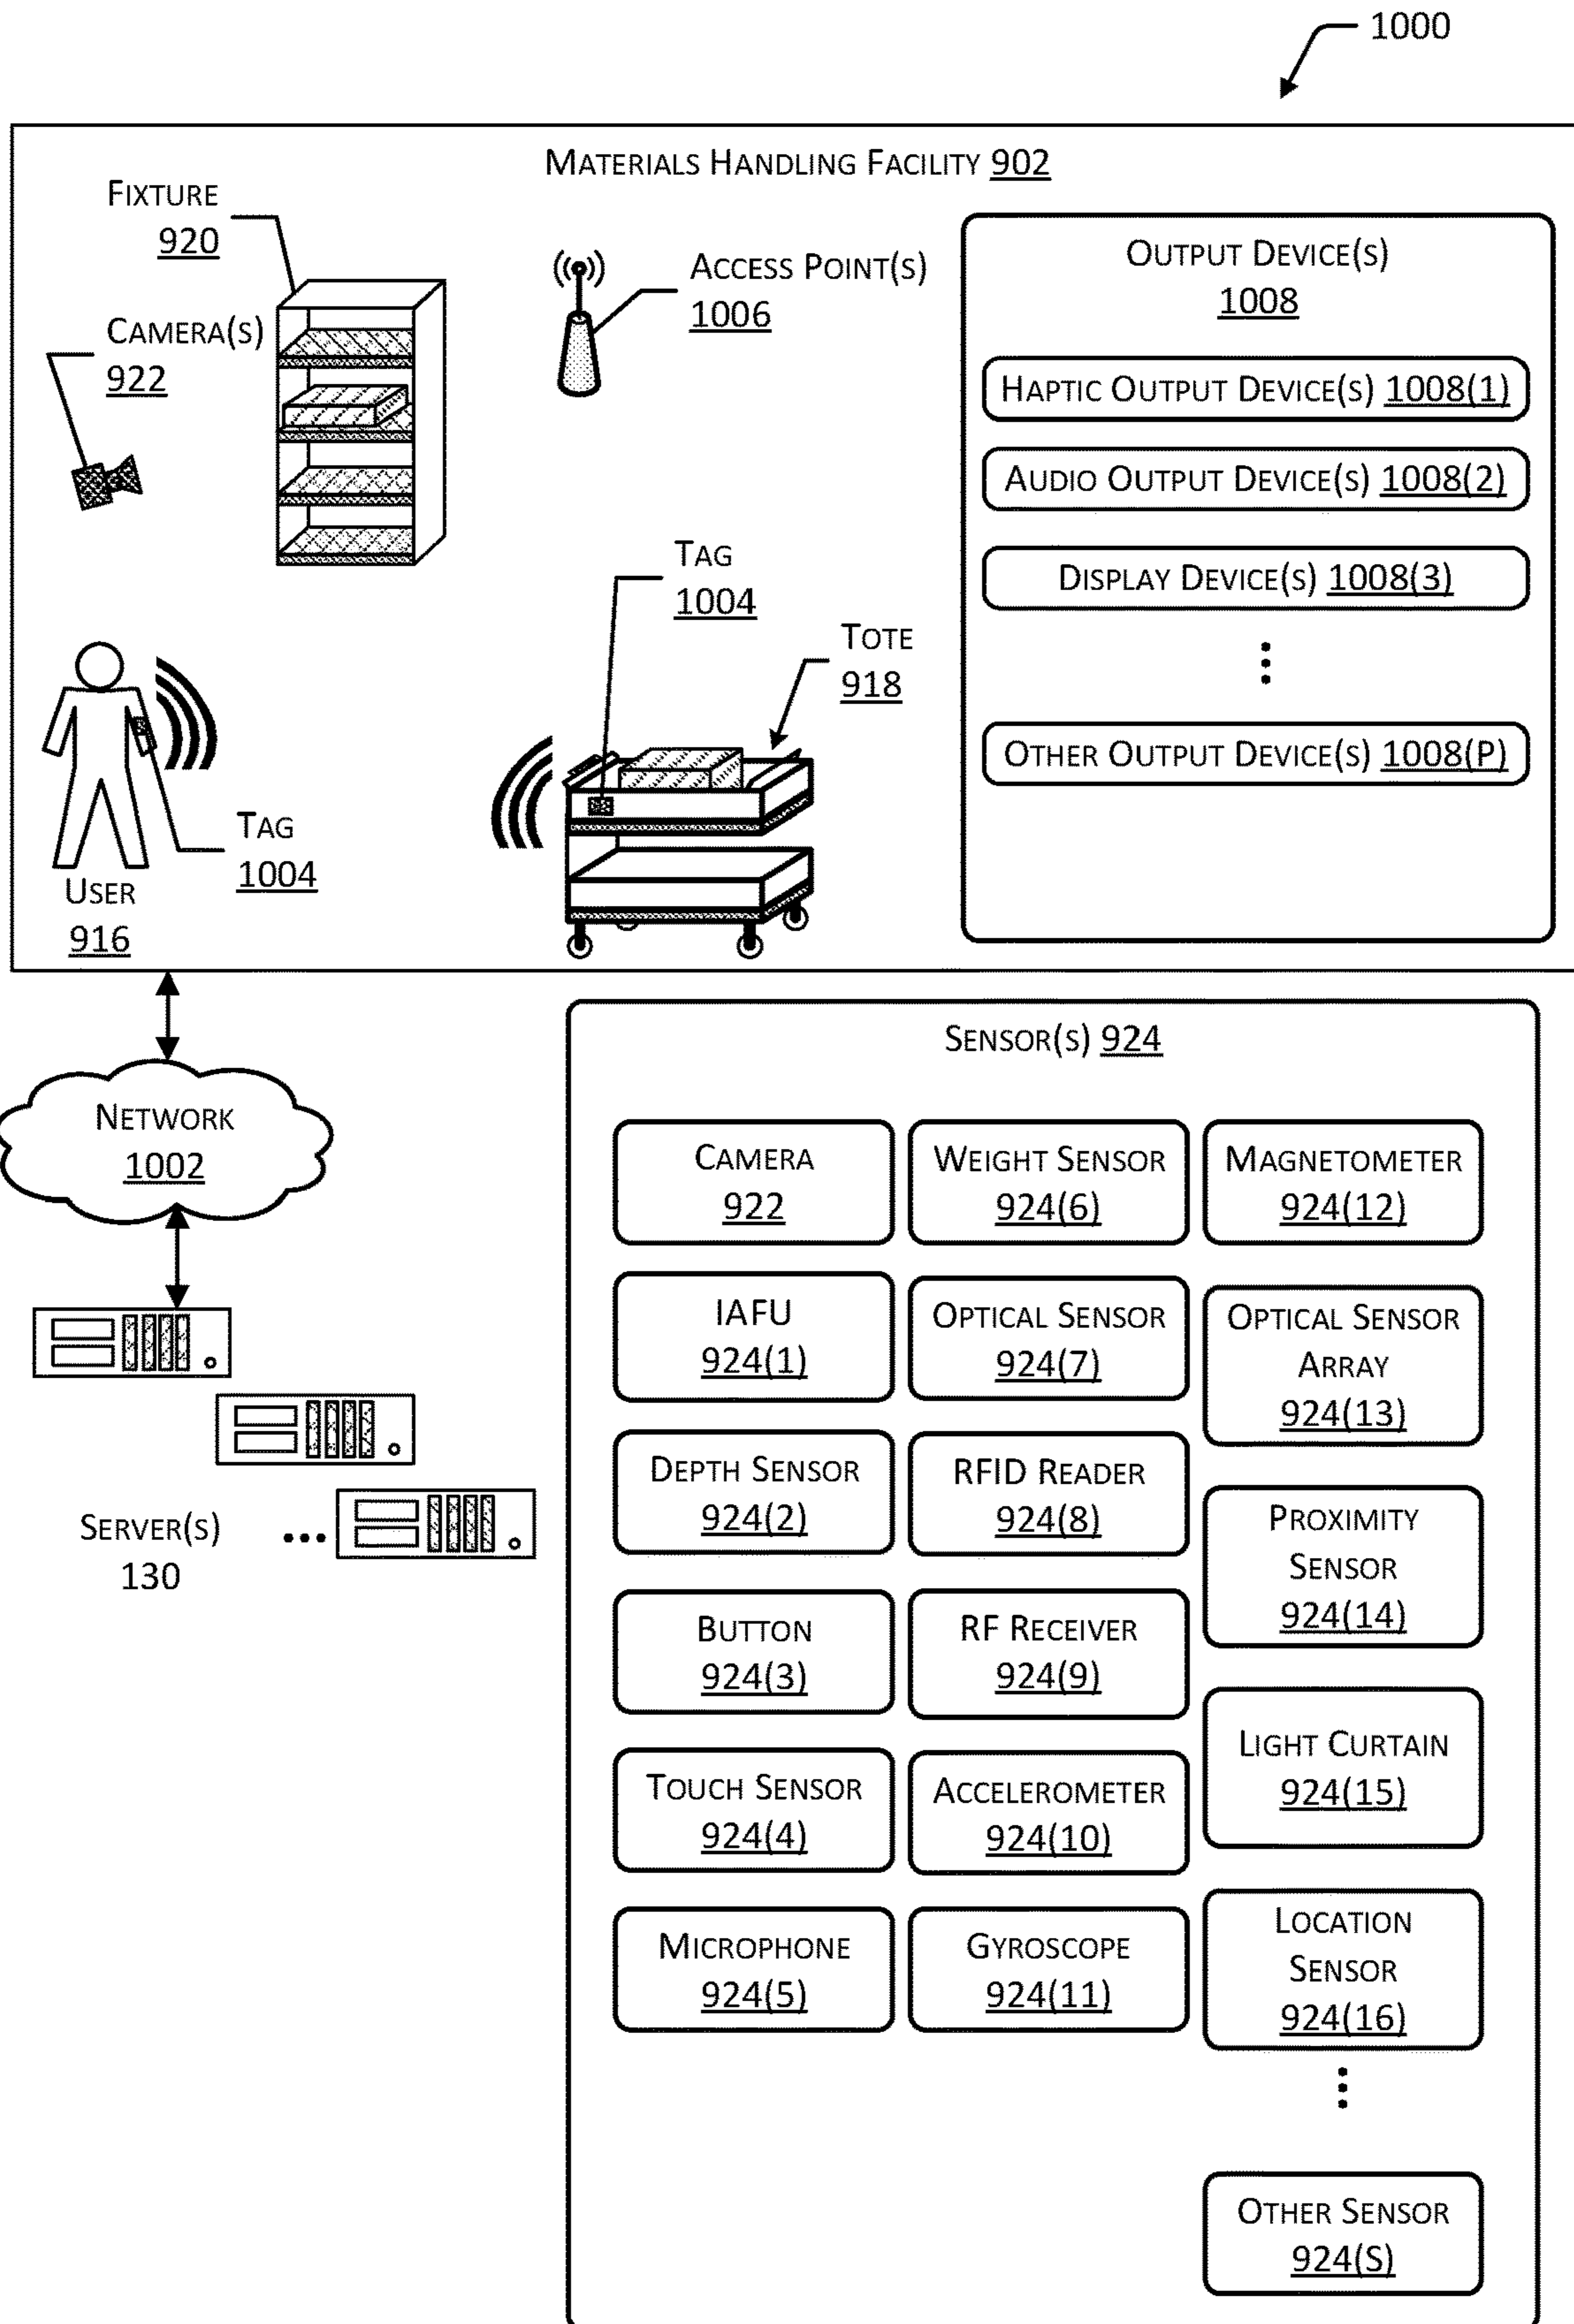 1000
MATERIALS HANDLING FACILITY 902
FIXTURE
920
CAMERA(S)
922
ACCESS POINT(S)
1006
TAG
1004
TOTE
918
TAG
1004
USER
916
OUTPUT DEVICE(S)
1008
HAPTIC OUTPUT DEVICE(S) 1008(1)
AUDIO OUTPUT DEVICE(S) 1008(2)
DISPLAY DEVICE(S) 1008(3)
⋮
OTHER OUTPUT DEVICE(S) 1008(P)
NETWORK
1002
SERVER(S)
130
...
SENSOR(S) 924
CAMERA
922
IAFU
924(1)
DEPTH SENSOR
924(2)
BUTTON
924(3)
TOUCH SENSOR
924(4)
MICROPHONE
924(5)
WEIGHT SENSOR
924(6)
OPTICAL SENSOR
924(7)
RFID READER
924(8)
RF RECEIVER
924(9)
ACCELEROMETER
924(10)
GYROSCOPE
924(11)
MAGNETOMETER
924(12)
OPTICAL SENSOR
ARRAY
924(13)
PROXIMITY
SENSOR
924(14)
LIGHT CURTAIN
924(15)
LOCATION
SENSOR
924(16)
⋮
OTHER SENSOR
924(S)